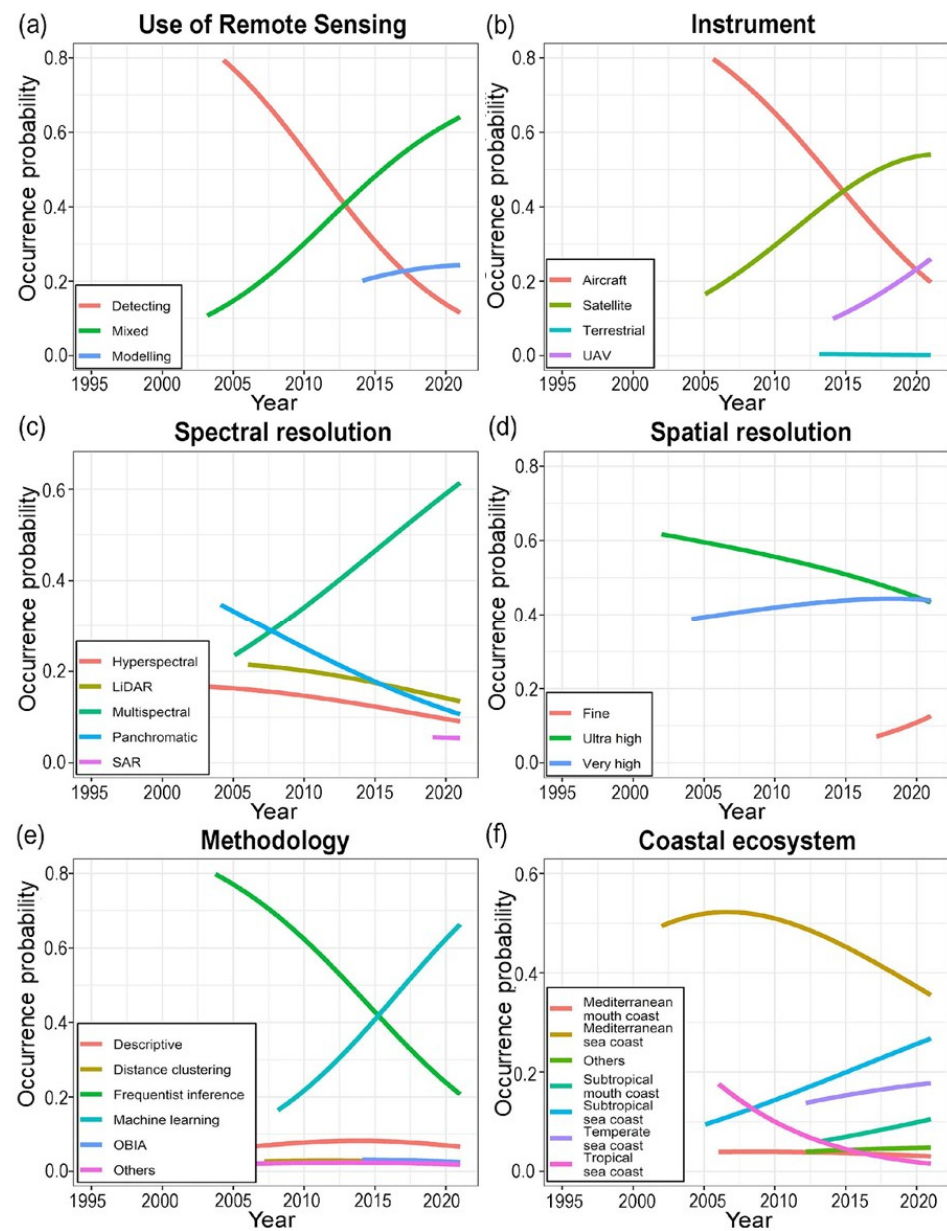 (a)
Use of Remote Sensing
Occurrence probability
0.8
0.6
0.4
0.2
0.0
Detecting
Mixed
Modelling
1995 2000 2005 2010 2015 2020
Year
(b)
Instrument
Occurrence probability
0.8
0.6
0.4
0.2
0.0
Aircraft
Satellite
Terrestrial
UAV
1995 2000 2005 2010 2015 2020
Year
(c)
Spectral resolution
Occurrence probability
0.6
0.4
0.2
0.0
Hyperspectral
LiDAR
Multispectral
Panchromatic
SAR
1995 2000 2005 2010 2015 2020
Year
(d)
Spatial resolution
Occurrence probability
0.8
0.6
0.4
0.2
0.0
Fine
Ultra high
Very high
1995 2000 2005 2010 2015 2020
Year
(e)
Methodology
Occurrence probability
0.8
0.6
0.4
0.2
0.0
Descriptive
Distance clustering
Frequentist inference
Machine learning
OBIA
Others
1995 2000 2005 2010 2015 2020
Year
(f)
Coastal ecosystem
Occurrence probability
0.6
0.4
0.2
0.0
Mediterranean
mouth coast
Mediterranean
sea coast
Others
Subtropical
mouth coast
Subtropical
sea coast
Temperate
sea coast
Tropical
sea coast
1995 2000 2005 2010 2015 2020
Year